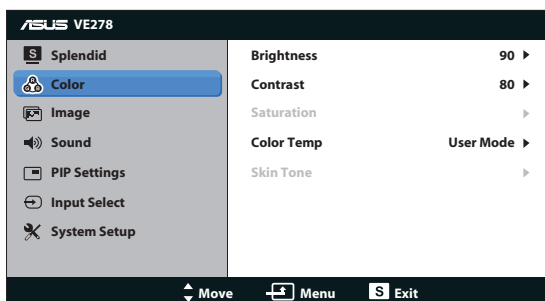 ASUS VE278
S Splendid
Color
Image
Sound
PIP Settings
Input Select
System Setup
Brightness 90
Contrast 80
Saturation
Color Temp User Mode
Skin Tone
Move Menu S Exit